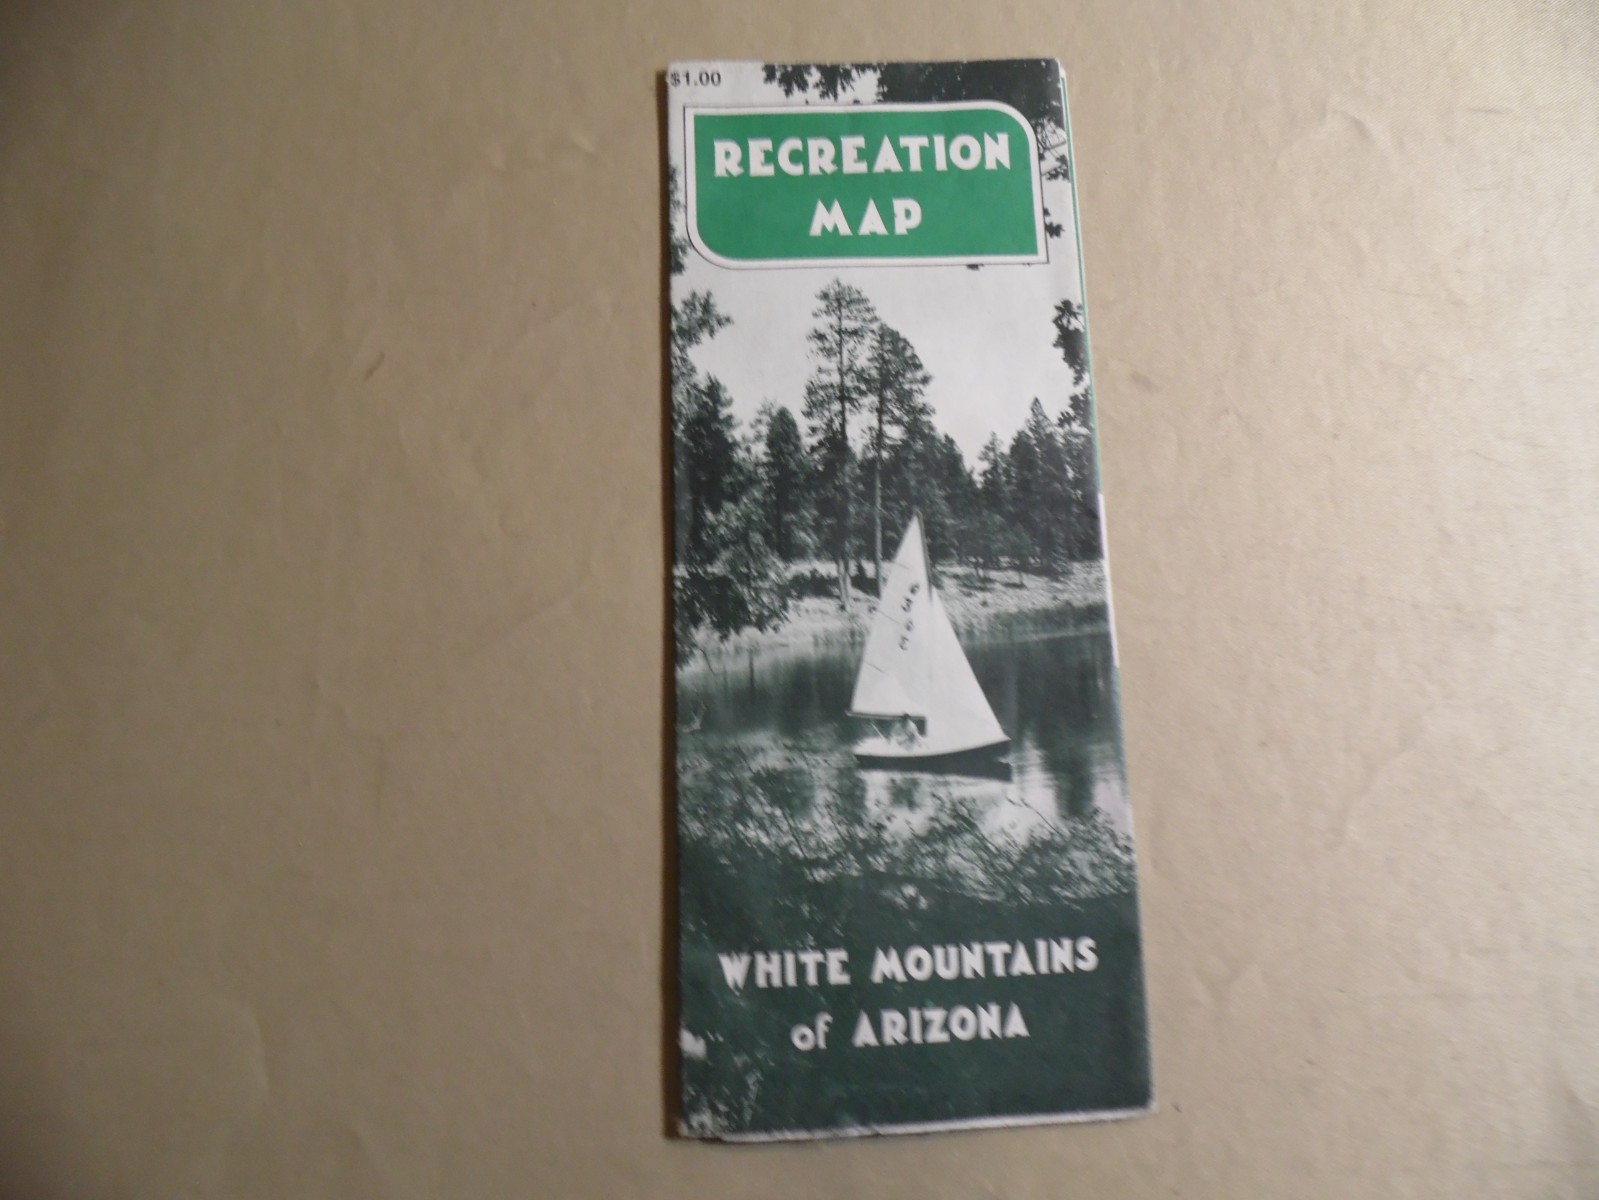 $1.00
RECREATION
MAP
WHITE MOUNTAINS
of ARIZONA